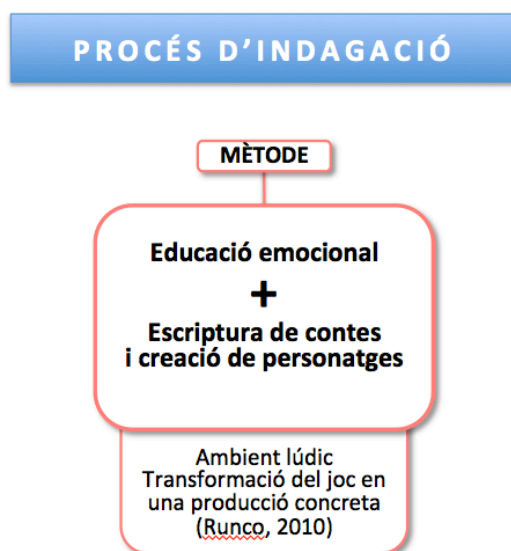 PROCÉS D’INDAGACIÓ
MÈTODE
Educació emocional
+
Escriptura de contes
i creació de personatges
Ambient lúdic
Transformació del joc en
una producció concreta
(Runco, 2010)